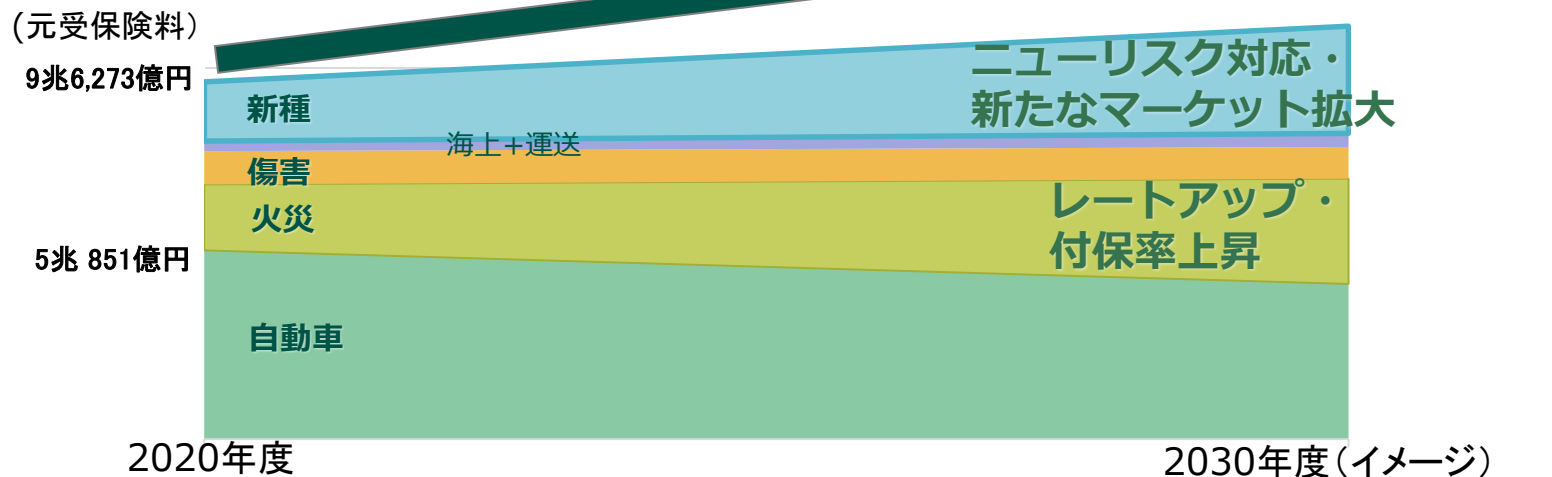 (元受保険料）
9兆6,273億円
ニューリスク対応・
新たなマーケット拡大
新種
海上+運送
傷害
火災
レートアップ・
付保率上昇
5兆 851億円
自動車
2020年度
2030年度（イメージ）